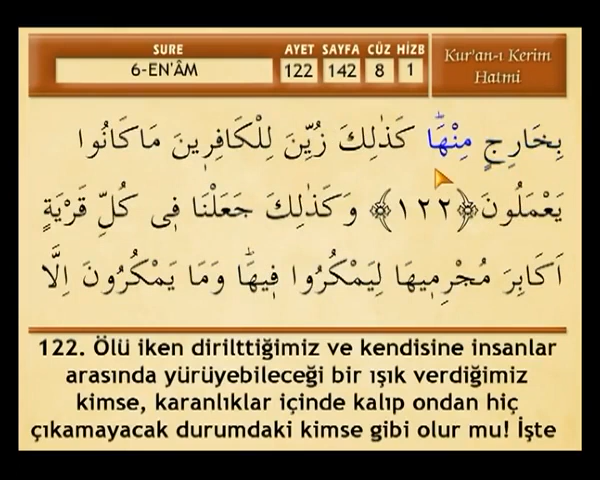 SURE AYET SAYFA CÜZ HİZB
6-EN'ÂM 122 142 8 1
Kur'an-ı Kerim
Hatmi
بِخَارِجٍ مِنْهَاۜ كَذٰلِكَ زُيِّنَ لِلْكَافِر۪ينَ مَا كَانُوا
يَعْمَلُونَ ﴿١٢٢﴾ وَكَذٰلِكَ جَعَلْنَا ف۪ى كُلِّ قَرْيَةٍ
اَكَابِرَ مُجْرِم۪يهَا لِيَمْكُرُوا ف۪يهَاۜ وَمَا يَمْكُرُونَ اِلَّا
122. Ölü iken dirilttiğimiz ve kendisine insanlar
arasında yürüyebileceği bir ışık verdiğimiz
kimse, karanlıklar içinde kalıp ondan hiç
çıkamayacak durumdaki kimse gibi olur mu! İşte